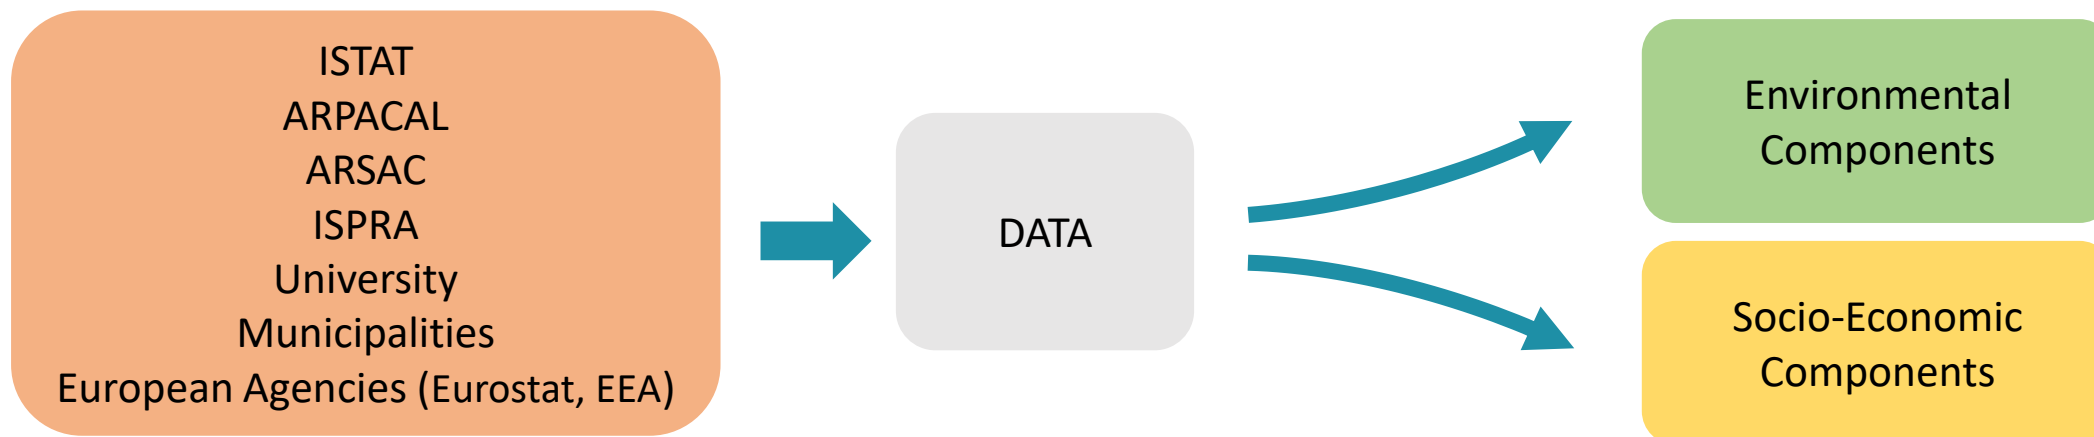 ISTAT
ARPACAL
ARSAC
ISPRA
University
Municipalities
European Agencies (Eurostat, EEA)
DATA
Environmental
Components
Socio-Economic
Components